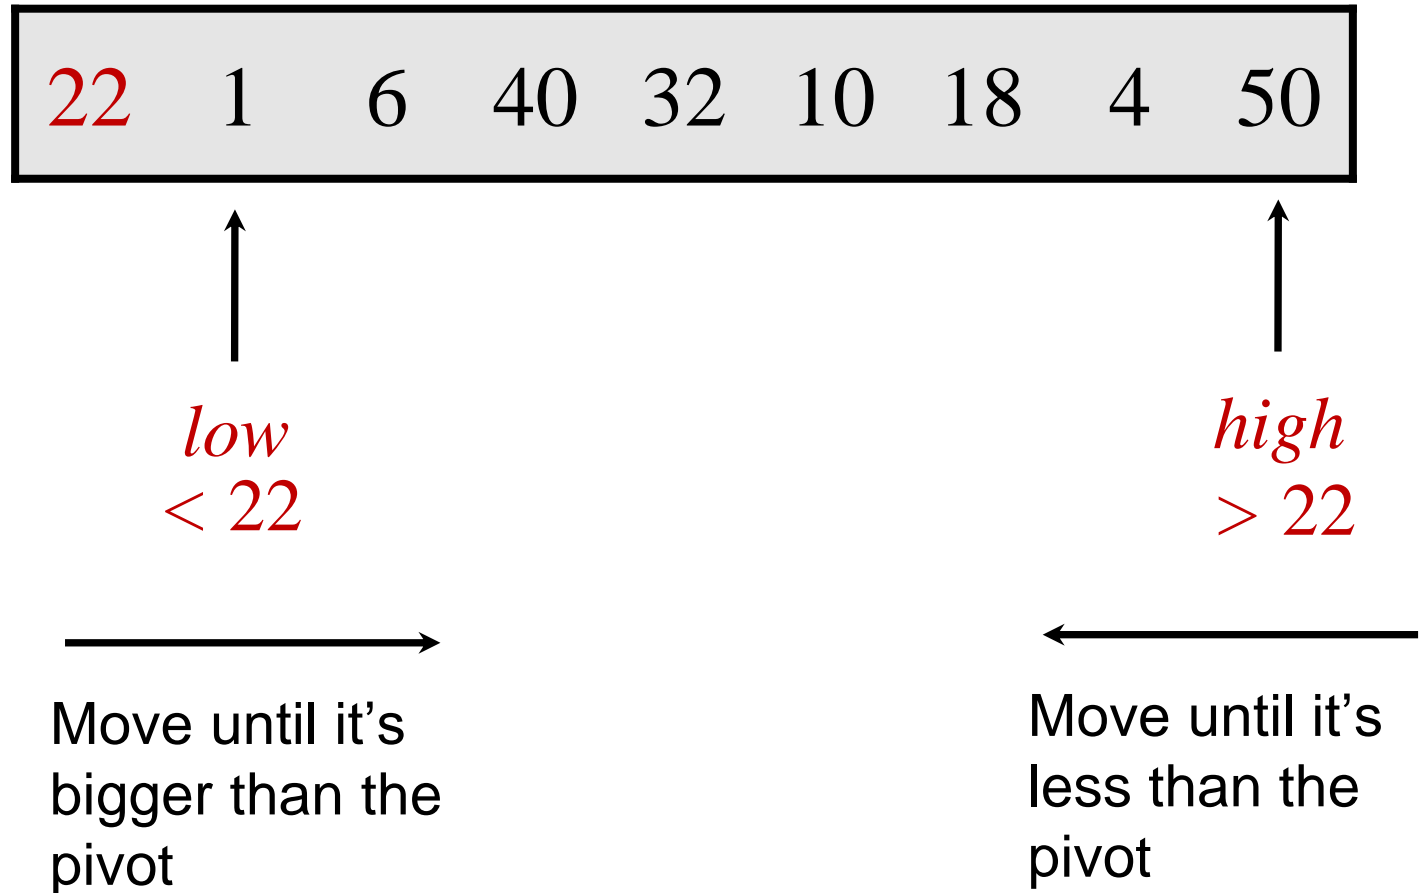 22 1 6 40 32 10 18 4 50
low
< 22
high
> 22
Move until it’s
bigger than the
pivot
Move until it’s
less than the
pivot